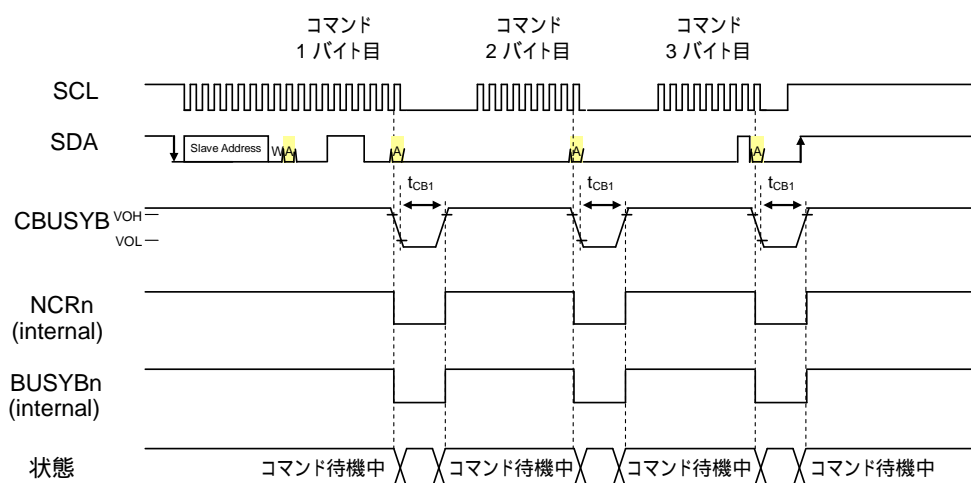 コマンド
1 バイト目
コマンド
2 バイト目
コマンド
3 バイト目
SCL
SDA
Slave Address
W
A
A
A
A
tCB1
tCB1
tCB1
CBUSYB
VOH
VOL
NCRn
(internal)
BUSYBn
(internal)
状態
コマンド待機中
コマンド待機中
コマンド待機中
コマンド待機中